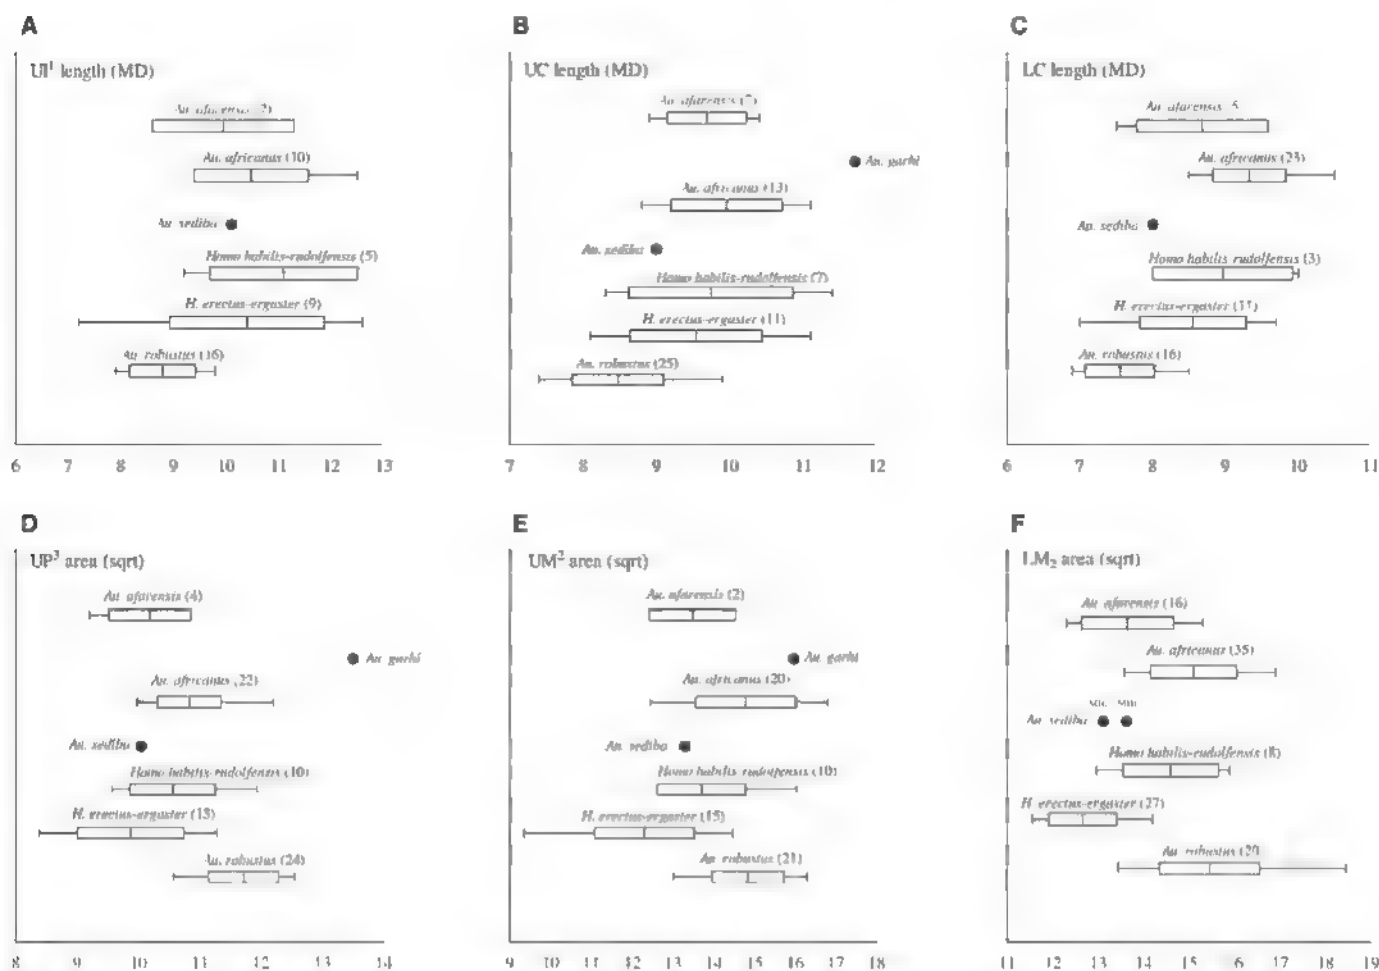 A
UI¹ length (MD)
Au. afarensis 2)
Au. africanus (10)
Au. sediba
Homo habilis-rudolfensis (5)
H. erectus-ergaster (9)
Au. robustus (16)
6 7 8 9 10 11 12 13
B
UC length (MD)
Au. afarensis (7)
Au. garhi
Au. africanus (13)
Au. sediba
Homo habilis-rudolfensis (7)
H. erectus-ergaster (11)
Au. robustus (25)
7 8 9 10 11 12
C
LC length (MD)
Au. afarensis 5
Au. africanus (23)
Au. sediba
Homo habilis rudolfensis (3)
H. erectus-ergaster (11)
Au. robustus (16)
6 7 8 9 10 11
D
UP³ area (sqrt)
Au. afarensis (4)
Au. garhi
Au. africanus (22)
Au. sediba
Homo habilis-rudolfensis (10)
H. erectus-ergaster (13)
Au. robustus (24)
8 9 10 11 12 13 14
E
UM² area (sqrt)
Au. afarensis (2)
Au. garhi
Au. africanus (20)
Au. sediba
Homo habilis-rudolfensis (10)
H. erectus-ergaster (15)
Au. robustus (21)
9 10 11 12 13 14 15 16 17 18
F
LM₂ area (sqrt)
Au. afarensis (16)
Au. africanus (35)
Au. sediba
Homo habilis-rudolfensis (8)
H. erectus-ergaster (27)
Au. robustus (20
11 12 13 14 15 16 17 18 19